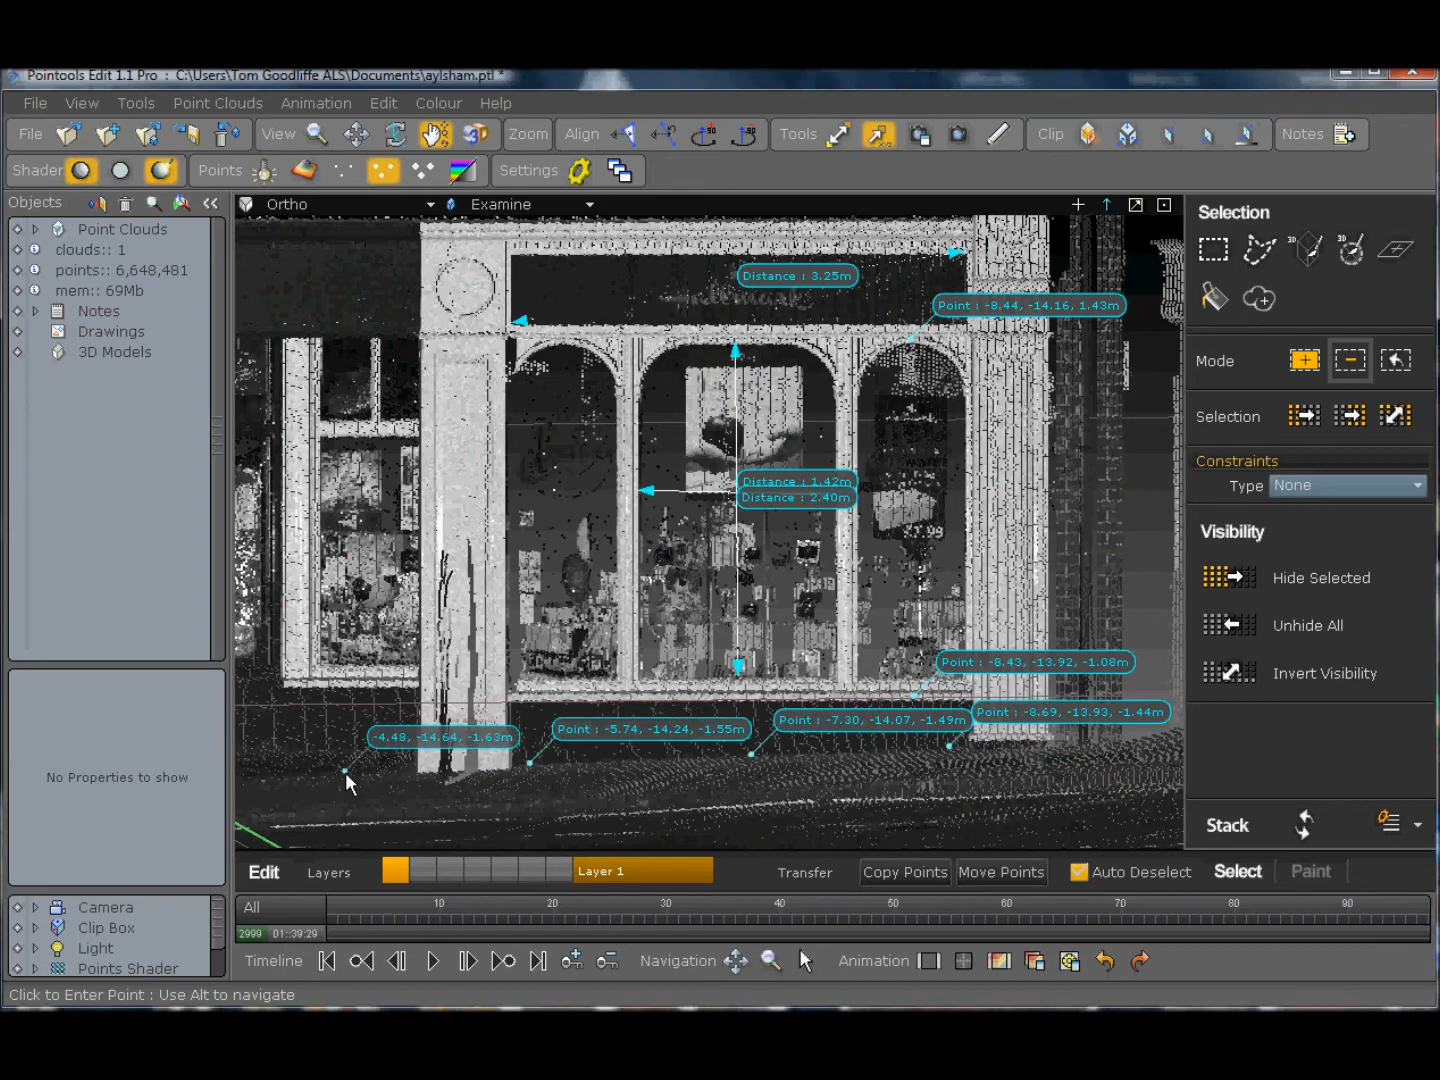 Pointools Edit 1.1 Pro : C:\Users\Tom Goodliffe ALS\Documents\aylsham.ptl *
File View Tools Point Clouds Animation Edit Colour Help
File View Zoom Align Tools Clip Notes
Shader Points Settings
Objects
Point Clouds
clouds:: 1
points:: 6,648,481
mem:: 69Mb
Notes
Drawings
3D Models
No Properties to show
Camera
Clip Box
Light
Points Shader
Ortho Examine
Distance : 3.25m
Point : -8.44, -14.16, 1.43m
Distance : 1.42m
Distance : 2.40m
Point : -8.43, -13.92, -1.08m
Point : -8.69, -13.93, -1.44m
Point : -7.30, -14.07, -1.49m
Point : -5.74, -14.24, -1.55m
-4.48, -14.64, -1.63m
Selection
3D 3D
Mode
Selection
Constraints
Type None
Visibility
Hide Selected
Unhide All
Invert Visibility
Stack
Edit Layers Layer 1 Transfer Copy Points Move Points Auto Deselect Select Paint
All 10 20 30 40 50 60 70 80 90
2999 01:39:29
Timeline Navigation Animation
Click to Enter Point : Use Alt to navigate